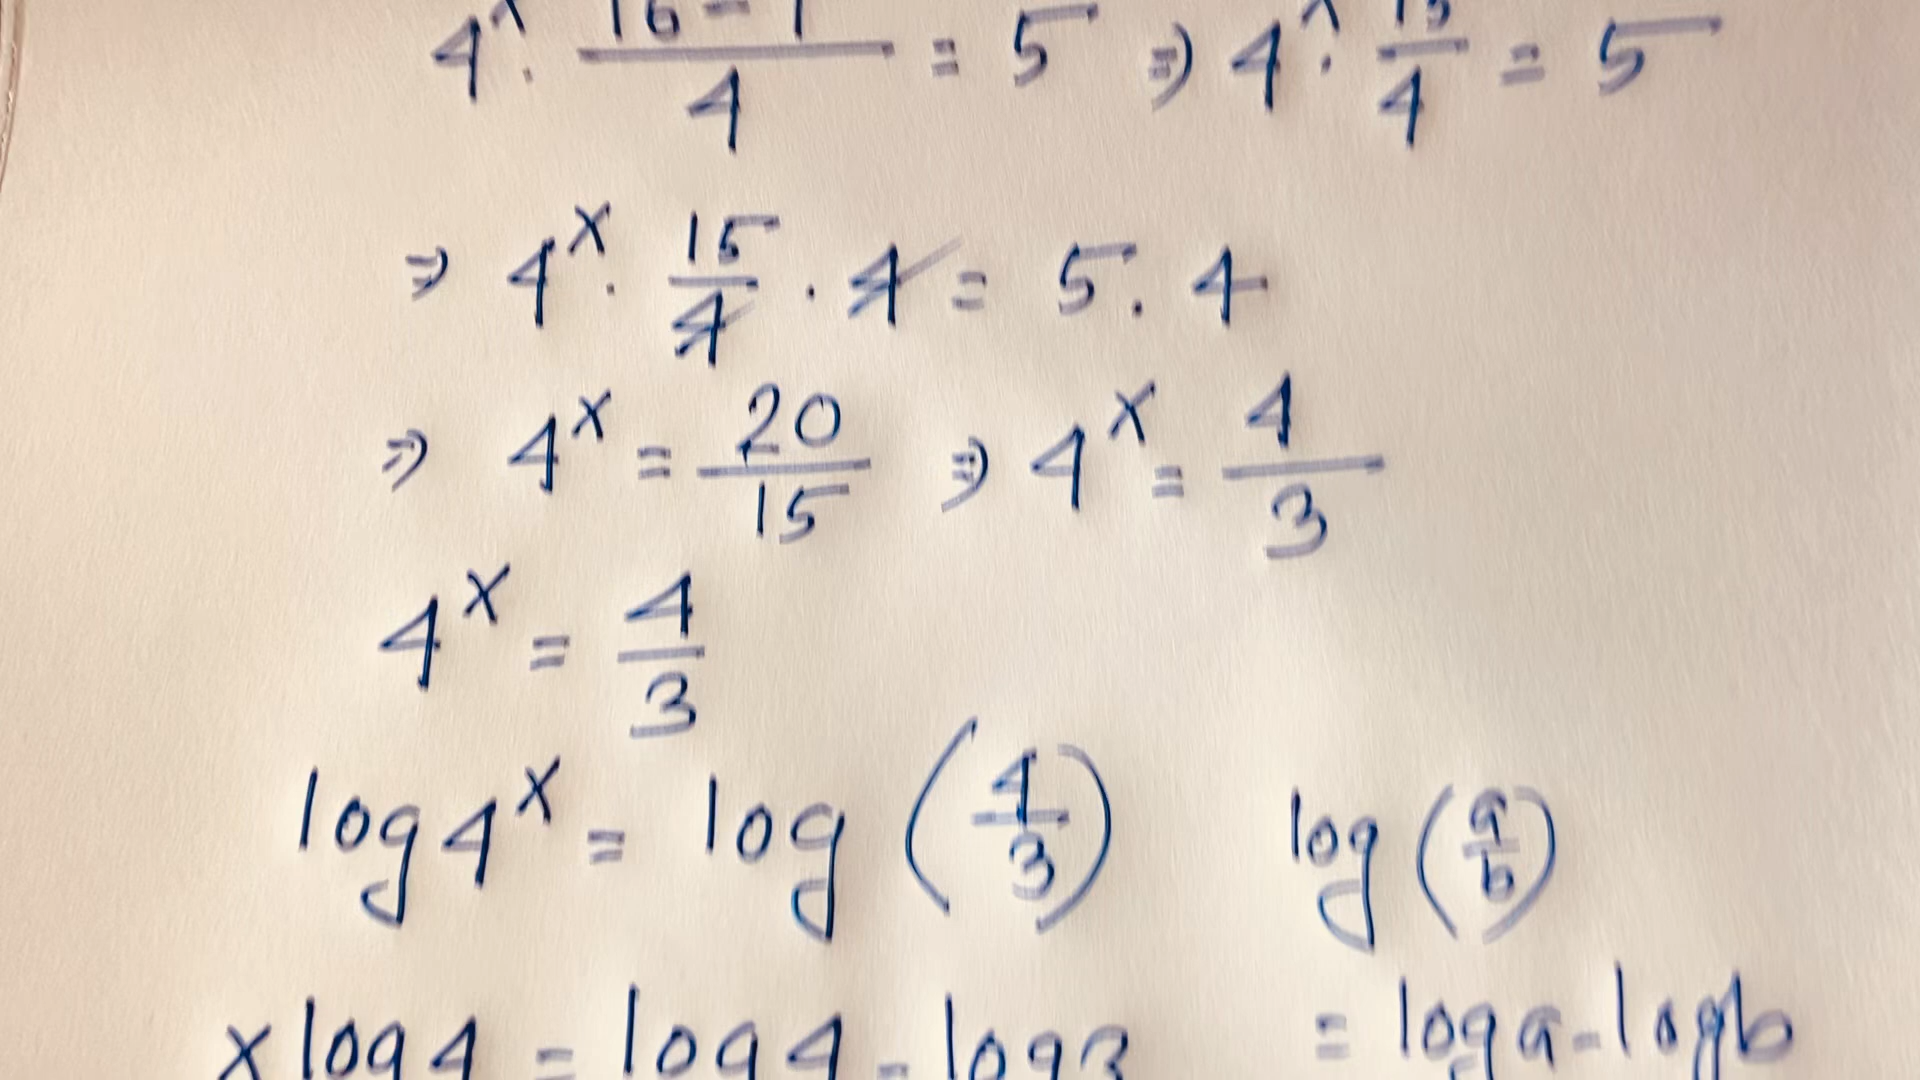 4^x · (16 - 1)/4 = 5 ⇒ 4^x · 15/4 = 5
⇒ 4^x · 15/4 · 4 = 5 · 4
⇒ 4^x = 20/15 ⇒ 4^x = 4/3
4^x = 4/3
log 4^x = log (4/3)
log (a/b)
x log 4 = log 4 - log 3
= log a - log b